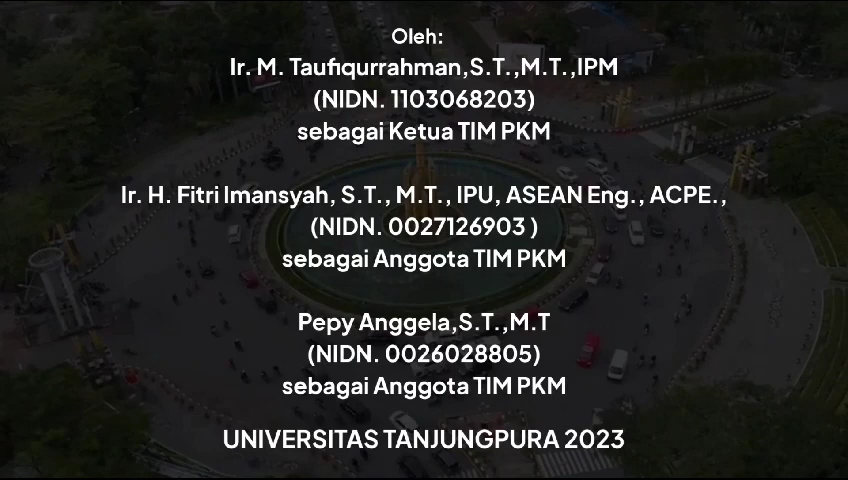 Oleh:
Ir. M. Taufiqurrahman,S.T.,M.T.,IPM
(NIDN. 1103068203)
sebagai Ketua TIM PKM
Ir. H. Fitri Imansyah, S.T., M.T., IPU, ASEAN Eng., ACPE.,
(NIDN. 0027126903 )
sebagai Anggota TIM PKM
Pepy Anggela,S.T.,M.T
(NIDN. 0026028805)
sebagai Anggota TIM PKM
UNIVERSITAS TANJUNGPURA 2023